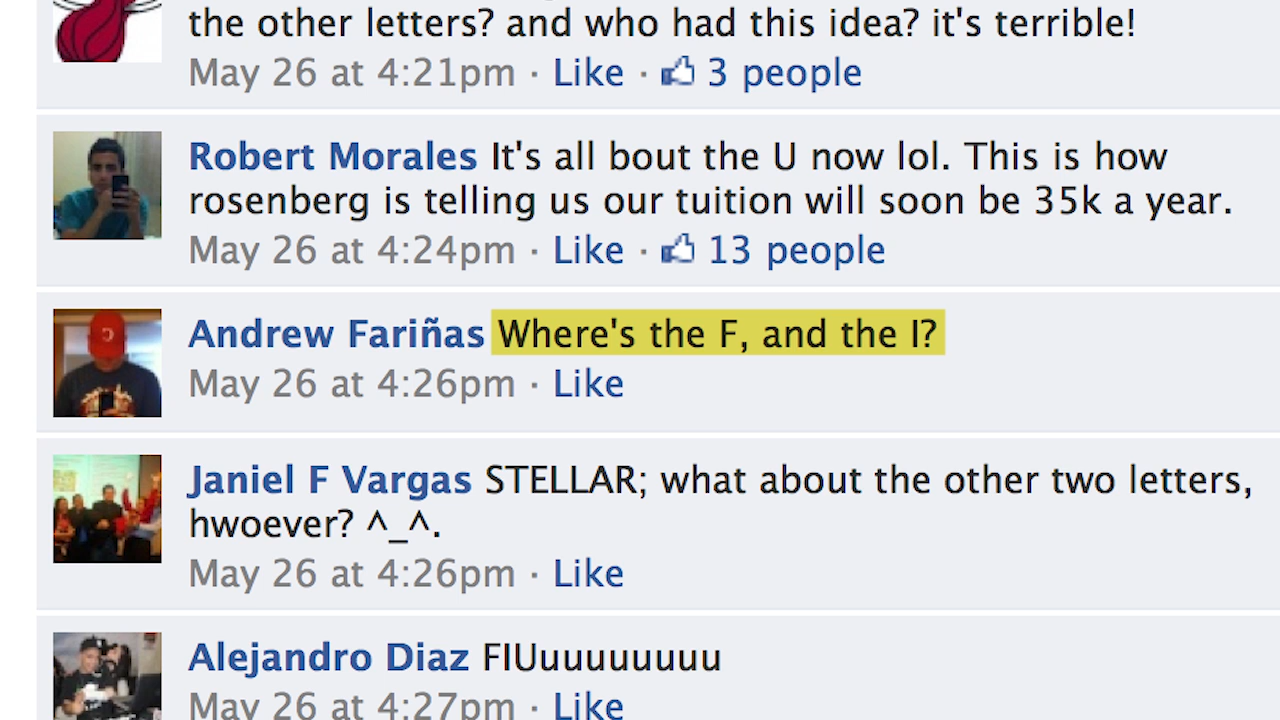 the other letters? and who had this idea? it's terrible!
May 26 at 4:21pm · Like · 3 people
Robert Morales It's all bout the U now lol. This is how
rosenberg is telling us our tuition will soon be 35k a year.
May 26 at 4:24pm · Like · 13 people
Andrew Fariñas Where's the F, and the I?
May 26 at 4:26pm · Like
Janiel F Vargas STELLAR; what about the other two letters,
hwoever? ^_^.
May 26 at 4:26pm · Like
Alejandro Diaz FIUuuuuuuuu
May 26 at 4:27pm · Like